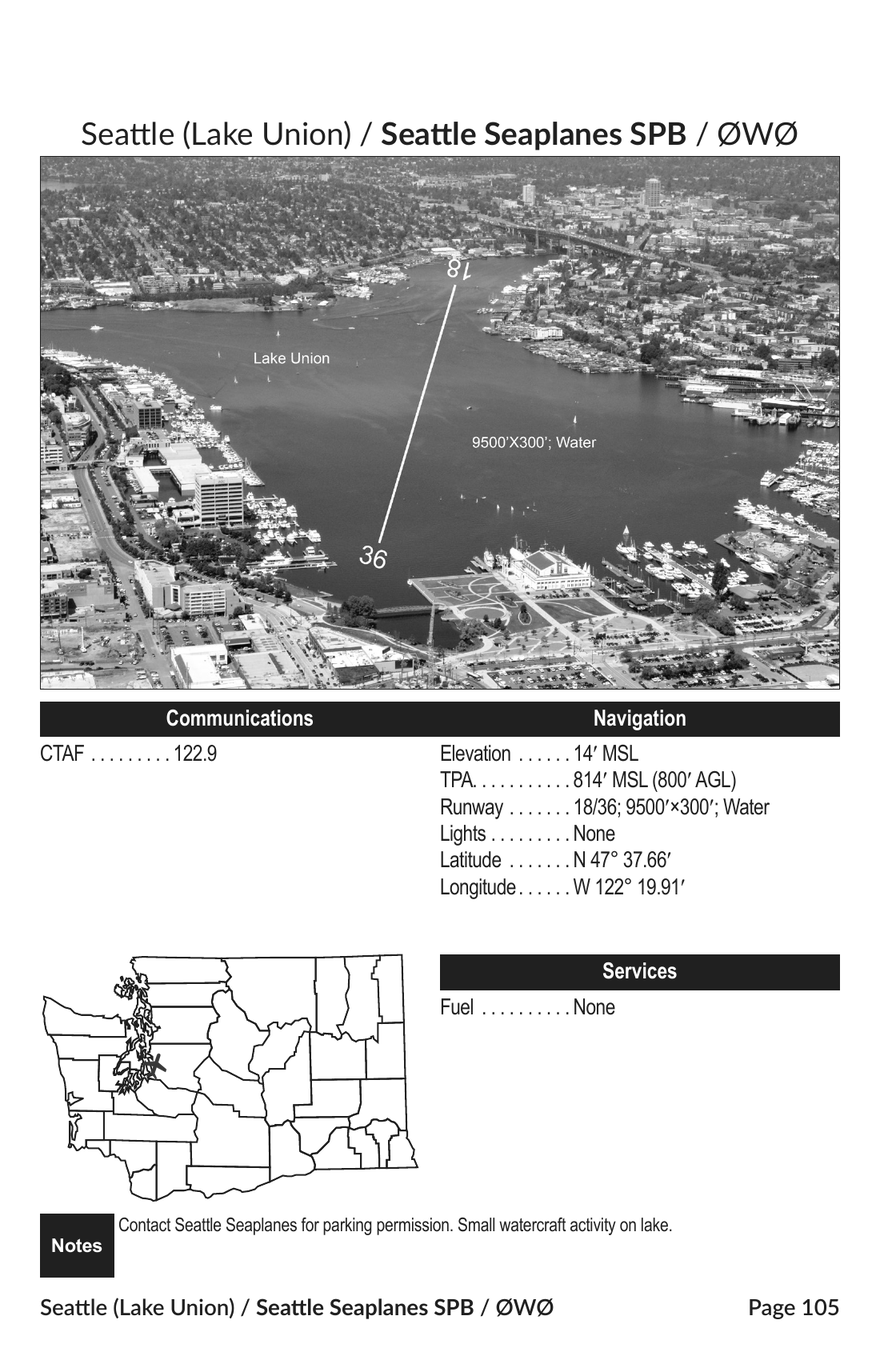 Seattle (Lake Union) / Seattle Seaplanes SPB / ØWØ
18
Lake Union
9500'X300'; Water
36
Communications
CTAF . . . . . . . . . 122.9
Navigation
Elevation . . . . . . 14′ MSL
TPA. . . . . . . . . . . 814′ MSL (800′ AGL)
Runway . . . . . . . 18/36; 9500′×300′; Water
Lights . . . . . . . . . None
Latitude . . . . . . . N 47° 37.66′
Longitude . . . . . . W 122° 19.91′
Services
Fuel . . . . . . . . . . None
Notes
Contact Seattle Seaplanes for parking permission. Small watercraft activity on lake.
Seattle (Lake Union) / Seattle Seaplanes SPB / ØWØ
Page 105